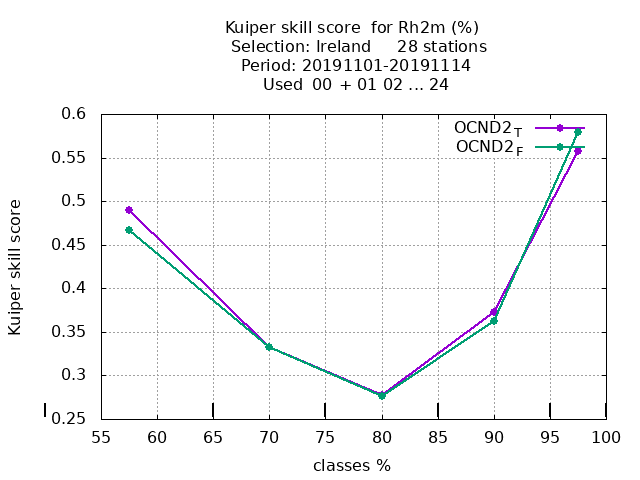 Kuiper skill score  for Rh2m (%)
Selection: Ireland     28 stations
Period: 20191101-20191114
Used  00 + 01 02 ... 24
0.6
0.55
0.5
0.45
0.4
0.35
0.3
0.25
Kuiper skill score
OCND2_T
OCND2_F
55 60 65 70 75 80 85 90 95 100
classes %